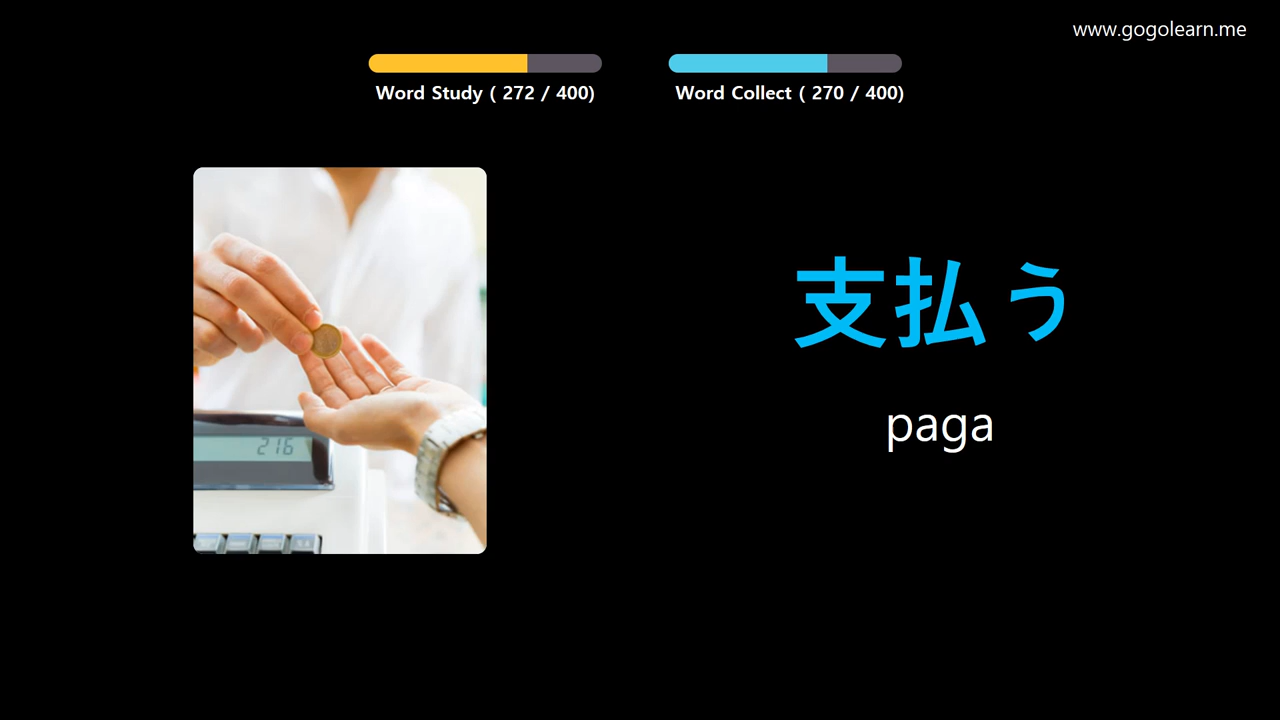 www.gogolearn.me
Word Study ( 272 / 400)
Word Collect ( 270 / 400)
支払う
paga
216